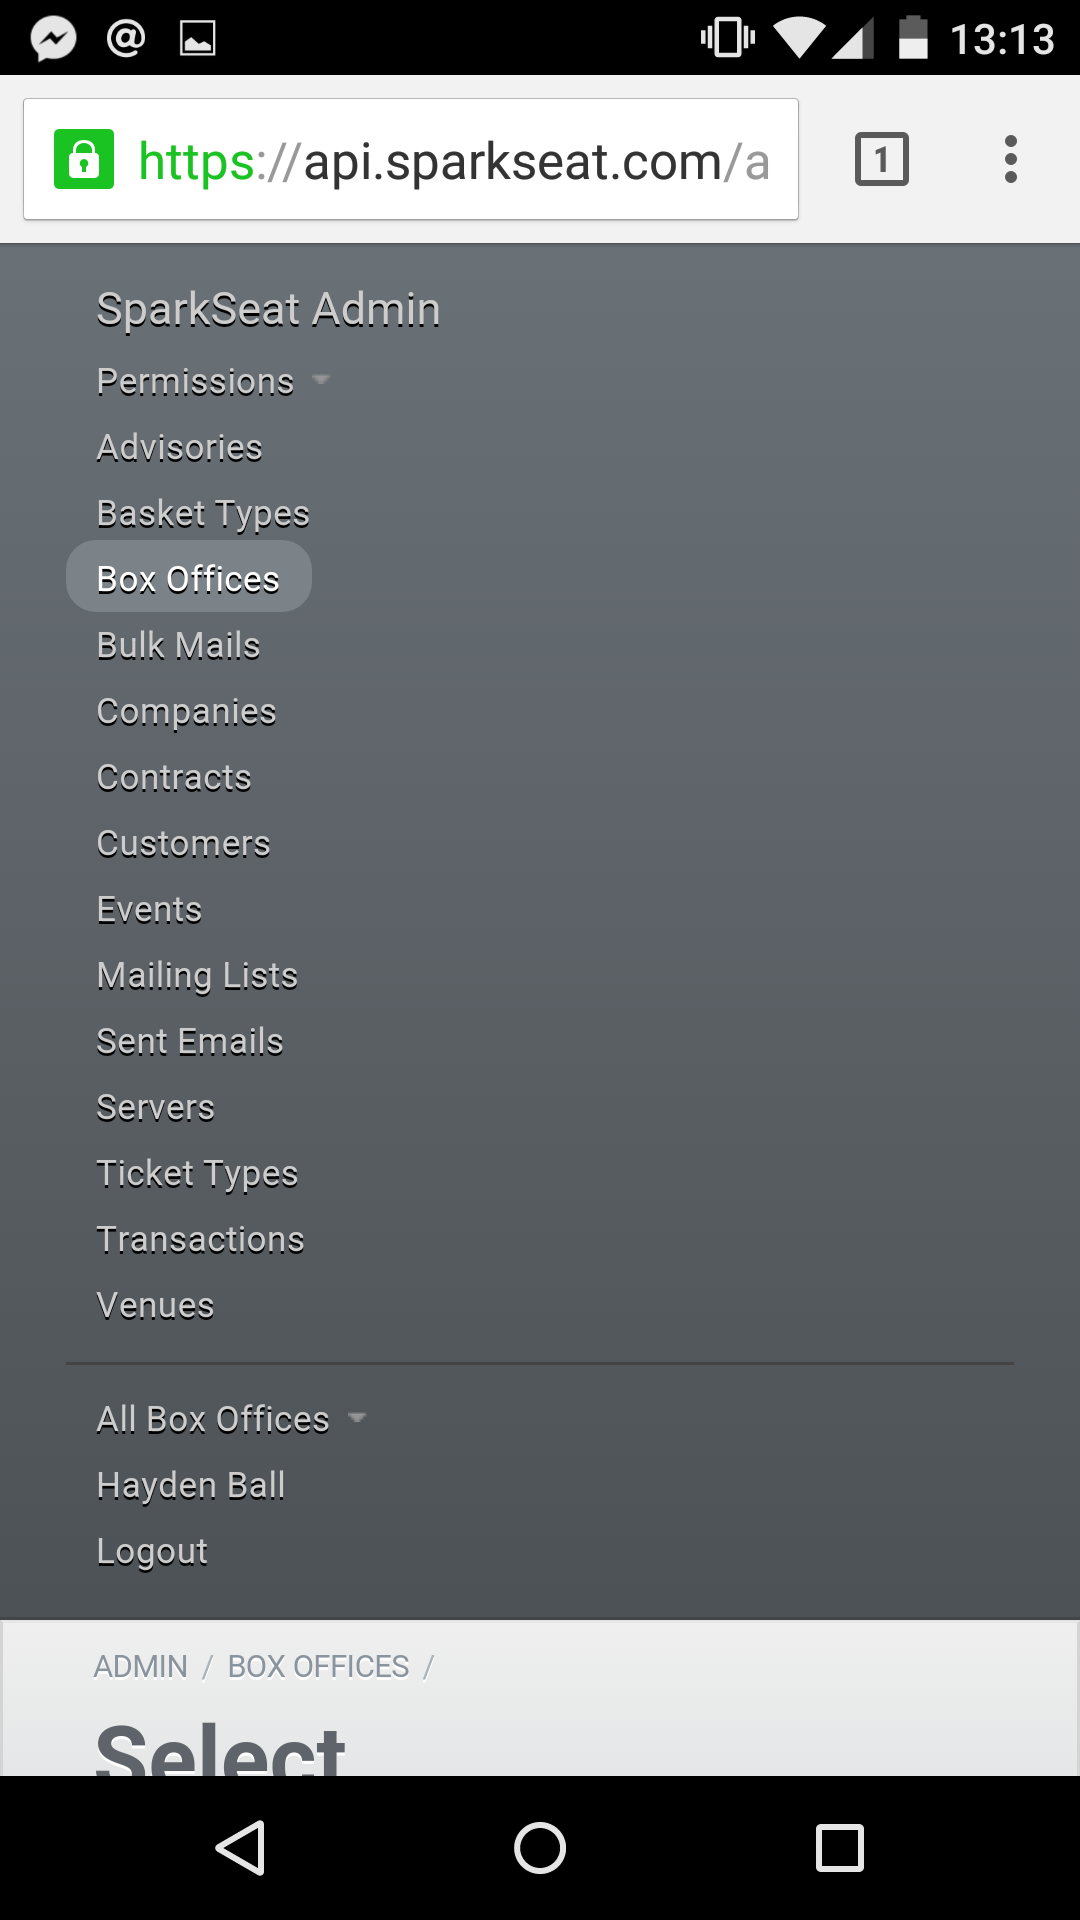 13:13
https://api.sparkseat.com/a
1
SparkSeat Admin
Permissions
Advisories
Basket Types
Box Offices
Bulk Mails
Companies
Contracts
Customers
Events
Mailing Lists
Sent Emails
Servers
Ticket Types
Transactions
Venues
All Box Offices
Hayden Ball
Logout
ADMIN / BOX OFFICES /
Select